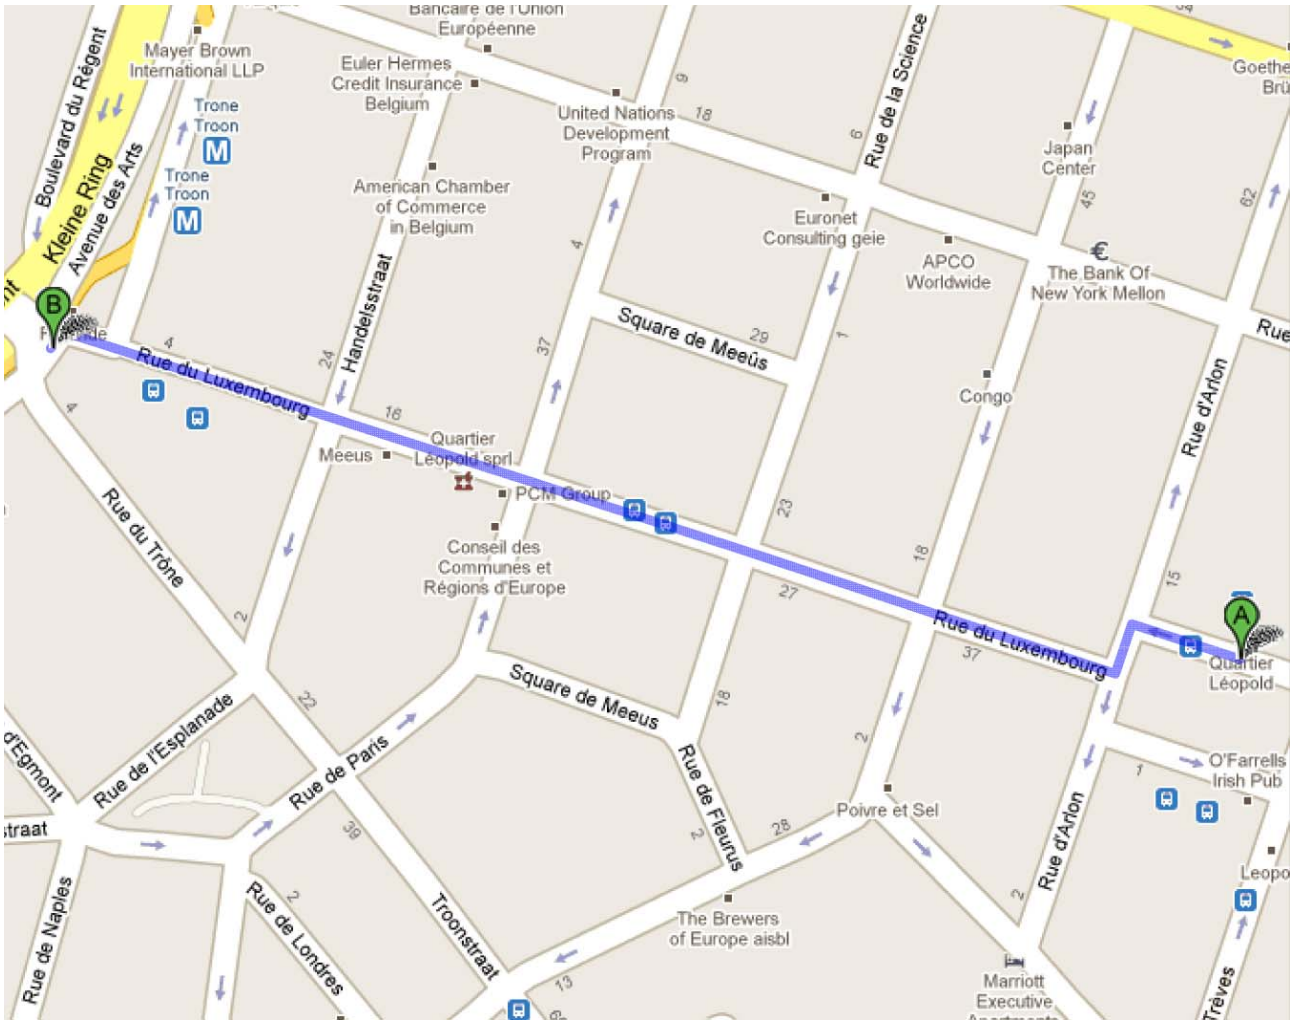 Bancaire de l'Union
Européenne
54
Mayer Brown
International LLP
Boulevard du Régent
Euler Hermes
Credit Insurance
Belgium
9
Rue de la Science
Goethe
Brü
Trone
Troon
M
United Nations
Development
Program
18
6
Japan
Center
Kleine Ring
Avenue des Arts
Trone
Troon
M
American Chamber
of Commerce
in Belgium
Euronet
Consulting geie
45
62
4
APCO
Worldwide
€
The Bank Of
New York Mellon
B
4
Rue du Luxembourg
24
Handelsstraat
37
Square de Meeûs
29
1
Rue
Rue d'Arlon
Congo
4
16
Meeus
Quartier
Léopold sprl
PCM Group
Rue du Trône
Conseil des
Communes et
Régions d'Europe
23
18
27
15
2
Rue du Luxembourg
37
A
Quartier
Léopold
Square de Meeus
18
22
2
d'Egmont
Rue de l'Esplanade
Rue de Paris
Rue de Fleurus
1
O'Farrells
Irish Pub
straat
39
2
28
Poivre et Sel
Rue d'Arlon
2
Leopo
Rue de Naples
2
Rue de Londres
Troonstraat
The Brewers
of Europe aisbl
13
Marriott
Executive
Trèves